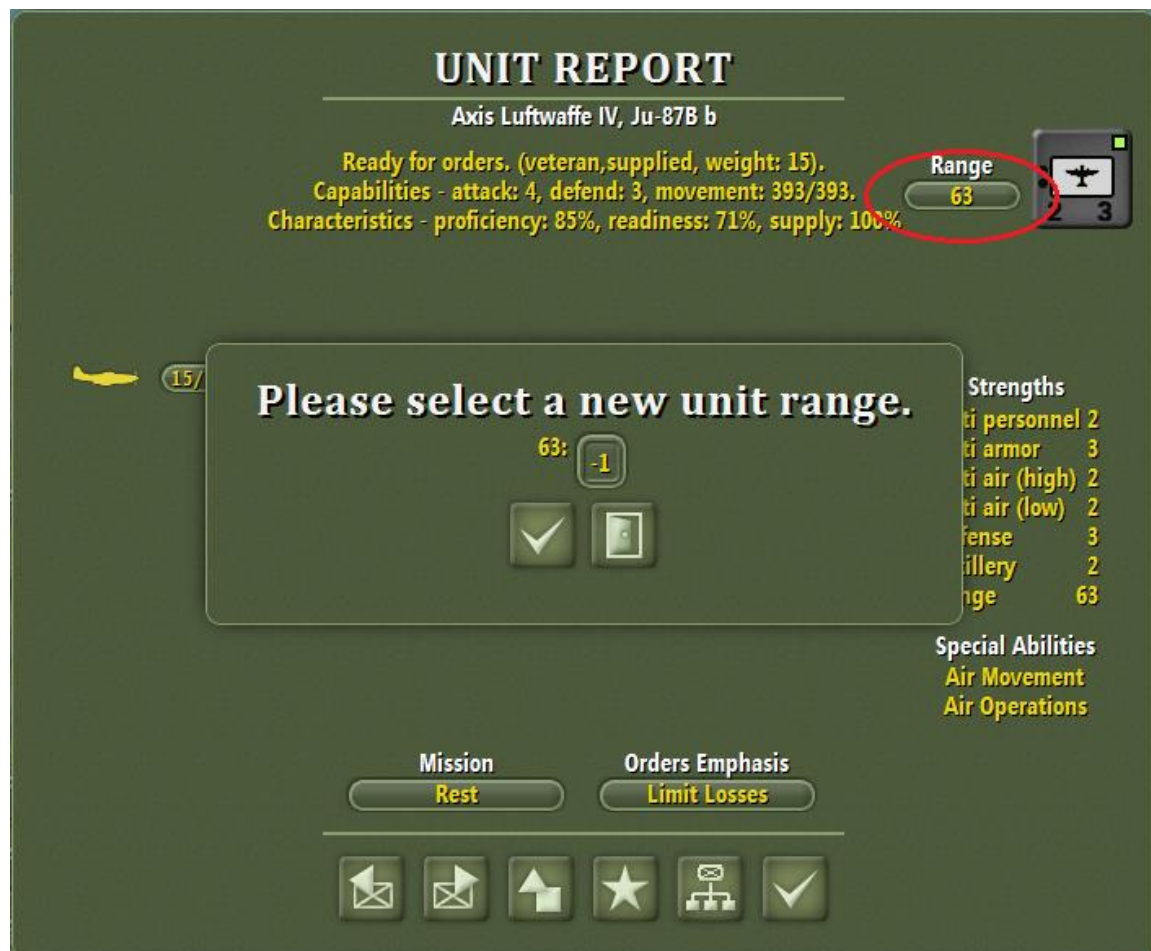 UNIT REPORT
Axis Luftwaffe IV, Ju-87B b
Ready for orders. (veteran,supplied, weight: 15).
Capabilities - attack: 4, defend: 3, movement: 393/393.
Characteristics - proficiency: 85%, readiness: 71%, supply: 100%
Range
63
2 3
15/
Please select a new unit range.
63: -1
Strengths
ti personnel 2
ti armor 3
ti air (high) 2
ti air (low) 2
fense 3
illery 2
nge 63
Special Abilities
Air Movement
Air Operations
Mission
Rest
Orders Emphasis
Limit Losses